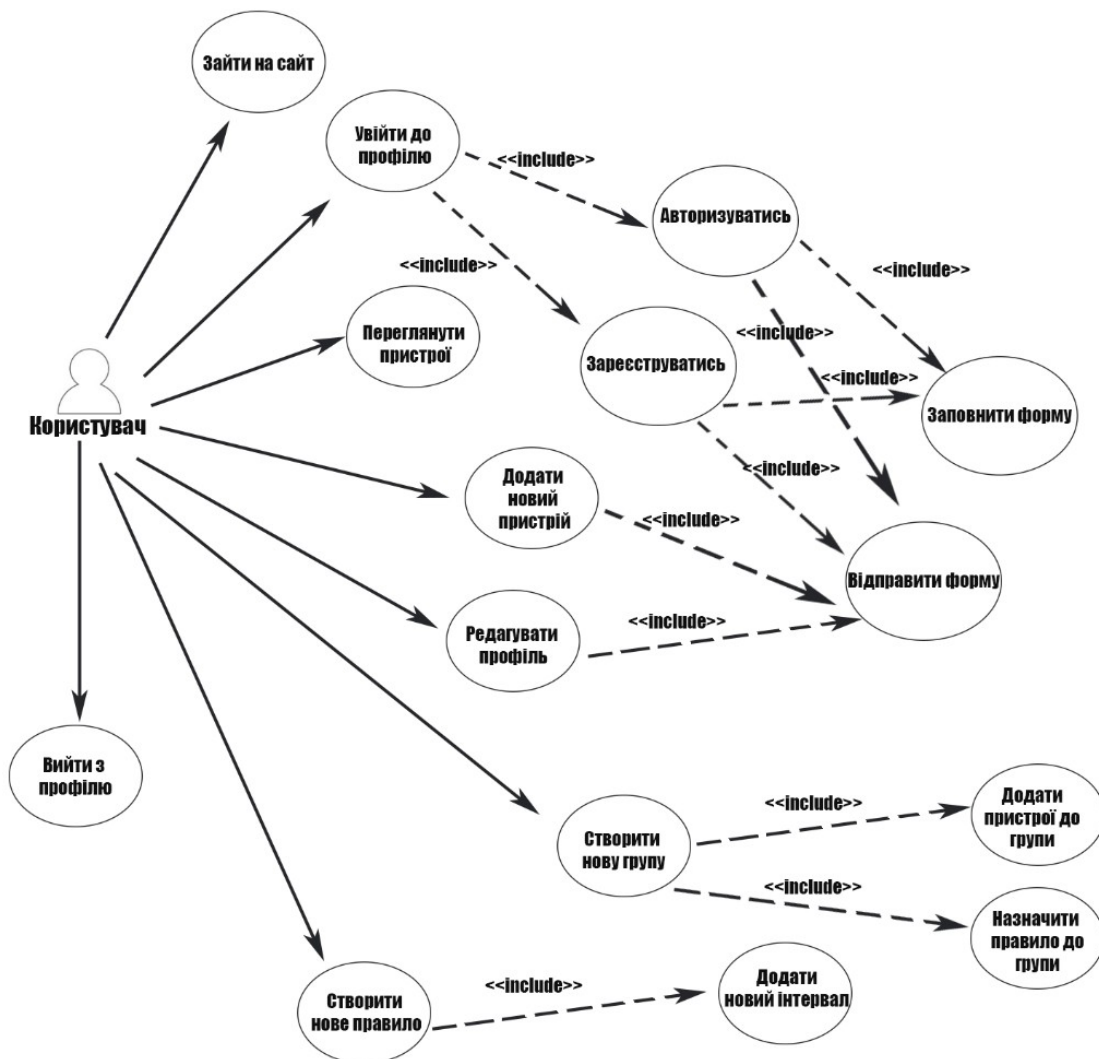 Зайти на сайт
Увійти до
профілю
<<include>>
Авторизуватись
<<include>>
<<include>>
Переглянути
пристрої
Зареєструватись
<<include>>
<<include>>
Заповнити форму
Користувач
<<include>>
Додати
новий
пристрій
<<include>>
Відправити форму
Редагувати
профіль
<<include>>
Вийти з
профілю
Створити
нову групу
<<include>>
Додати
пристрої до
групи
<<include>>
Назначити
правило до
групи
Створити
нове правило
<<include>>
Додати
новий інтервал